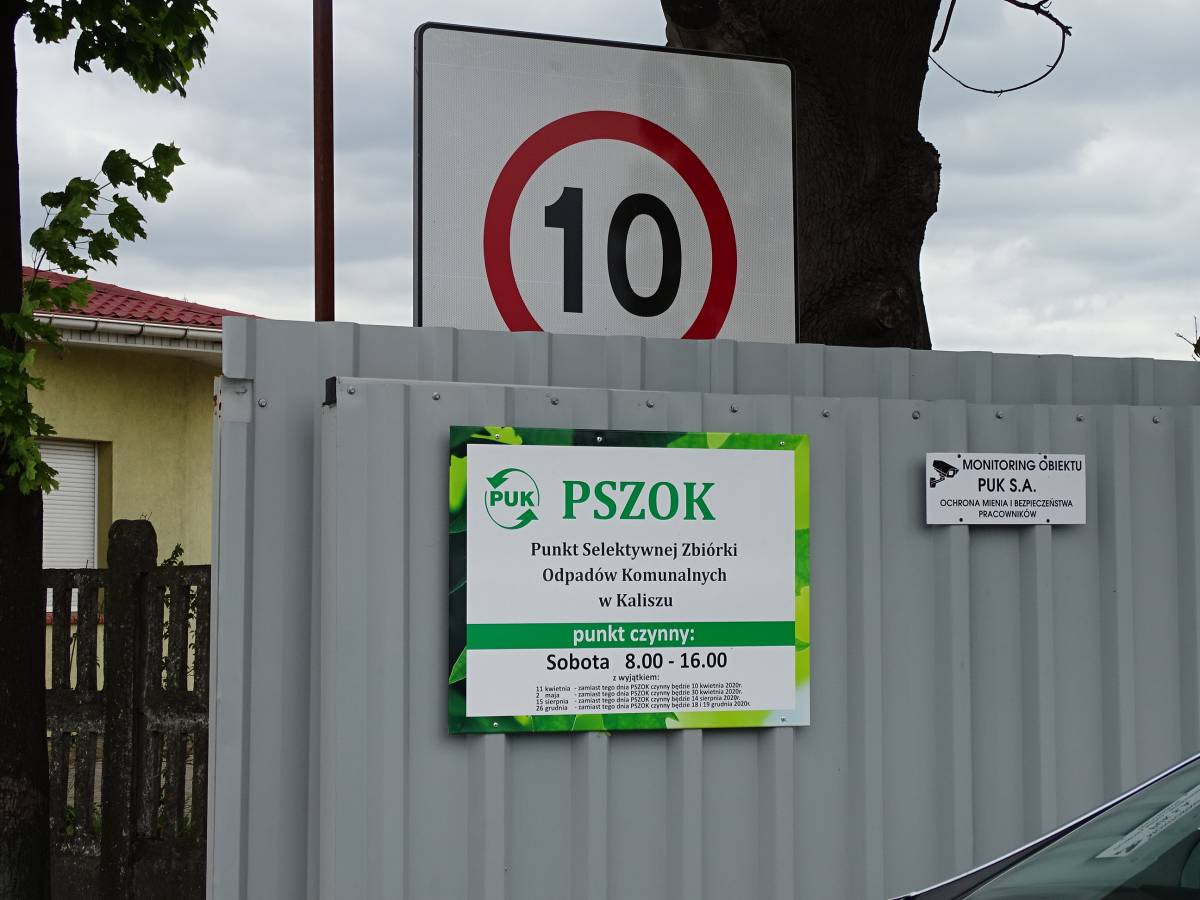 10
PUK
PSZOK
Punkt Selektywnej Zbiórki
Odpadów Komunalnych
w Kaliszu
punkt czynny:
Sobota 8.00 - 16.00
z wyjątkiem:
11 kwietnia - zamiast tego dnia PSZOK czynny będzie 10 kwietnia 2020r.
2 maja - zamiast tego dnia PSZOK czynny będzie 30 kwietnia 2020r.
15 sierpnia - zamiast tego dnia PSZOK czynny będzie 14 sierpnia 2020r.
26 grudnia - zamiast tego dnia PSZOK czynny będzie 18 i 19 grudnia 2020r.
MONITORING OBIEKTU
PUK S.A.
OCHRONA MIENIA I BEZPIECZEŃSTWA
PRACOWNIKÓW